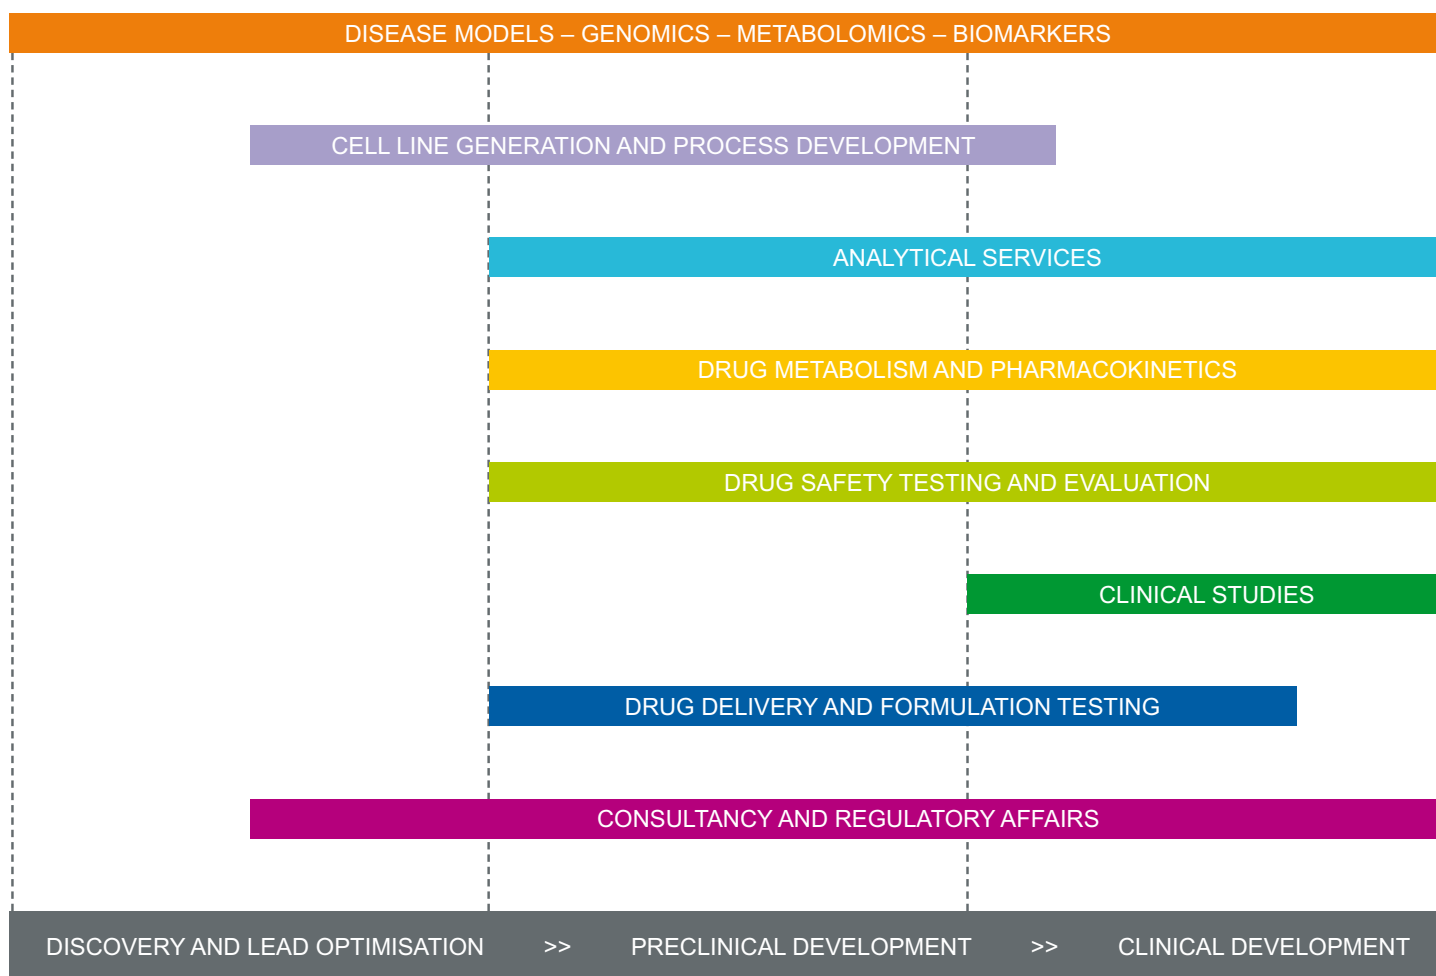 DISEASE MODELS – GENOMICS – METABOLOMICS – BIOMARKERS
CELL LINE GENERATION AND PROCESS DEVELOPMENT
ANALYTICAL SERVICES
DRUG METABOLISM AND PHARMACOKINETICS
DRUG SAFETY TESTING AND EVALUATION
CLINICAL STUDIES
DRUG DELIVERY AND FORMULATION TESTING
CONSULTANCY AND REGULATORY AFFAIRS
DISCOVERY AND LEAD OPTIMISATION >> PRECLINICAL DEVELOPMENT >> CLINICAL DEVELOPMENT